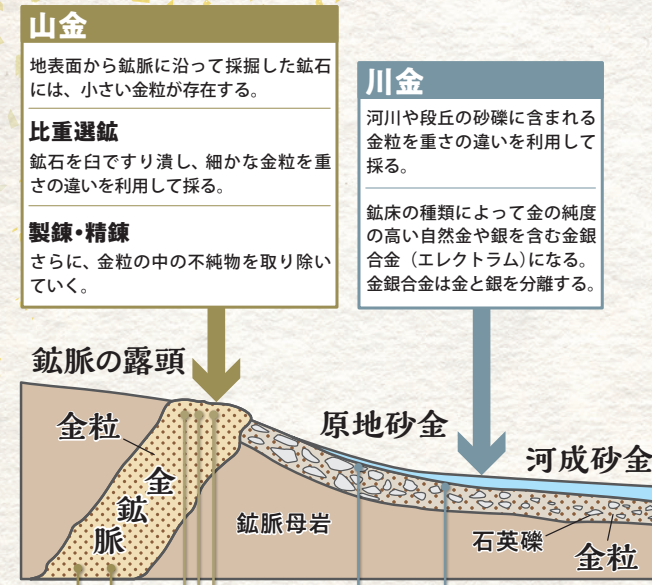 山金
地表面から鉱脈に沿って採掘した鉱石
には、小さい金粒が存在する。
比重選鉱
鉱石を臼ですり潰し、細かな金粒を重
さの違いを利用して採る。
製錬・精錬
さらに、金粒の中の不純物を取り除い
ていく。
川金
河川や段丘の砂礫に含まれる
金粒を重さの違いを利用して
採る。
鉱床の種類によって金の純度
の高い自然金や銀を含む金銀
合金（エレクトラム）になる。
金銀合金は金と銀を分離する。
鉱脈の露頭
原地砂金
河成砂金
金粒
金鉱脈
鉱脈母岩
石英礫
金粒